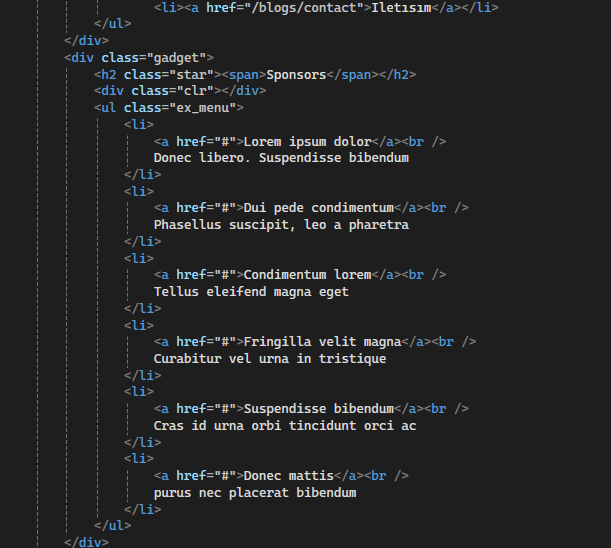 <li><a href="/blogs/contact">Iletısım</a></li>
</ul>
</div>
<div class="gadget">
<h2 class="star"><span>Sponsors</span></h2>
<div class="clr"></div>
<ul class="ex_menu">
<li>
<a href="#">Lorem ipsum dolor</a><br />
Donec libero. Suspendisse bibendum
</li>
<li>
<a href="#">Dui pede condimentum</a><br />
Phasellus suscipit, leo a pharetra
</li>
<li>
<a href="#">Condimentum lorem</a><br />
Tellus eleifend magna eget
</li>
<li>
<a href="#">Fringilla velit magna</a><br />
Curabitur vel urna in tristique
</li>
<li>
<a href="#">Suspendisse bibendum</a><br />
Cras id urna orbi tincidunt orci ac
</li>
<li>
<a href="#">Donec mattis</a><br />
purus nec placerat bibendum
</li>
</ul>
</div>